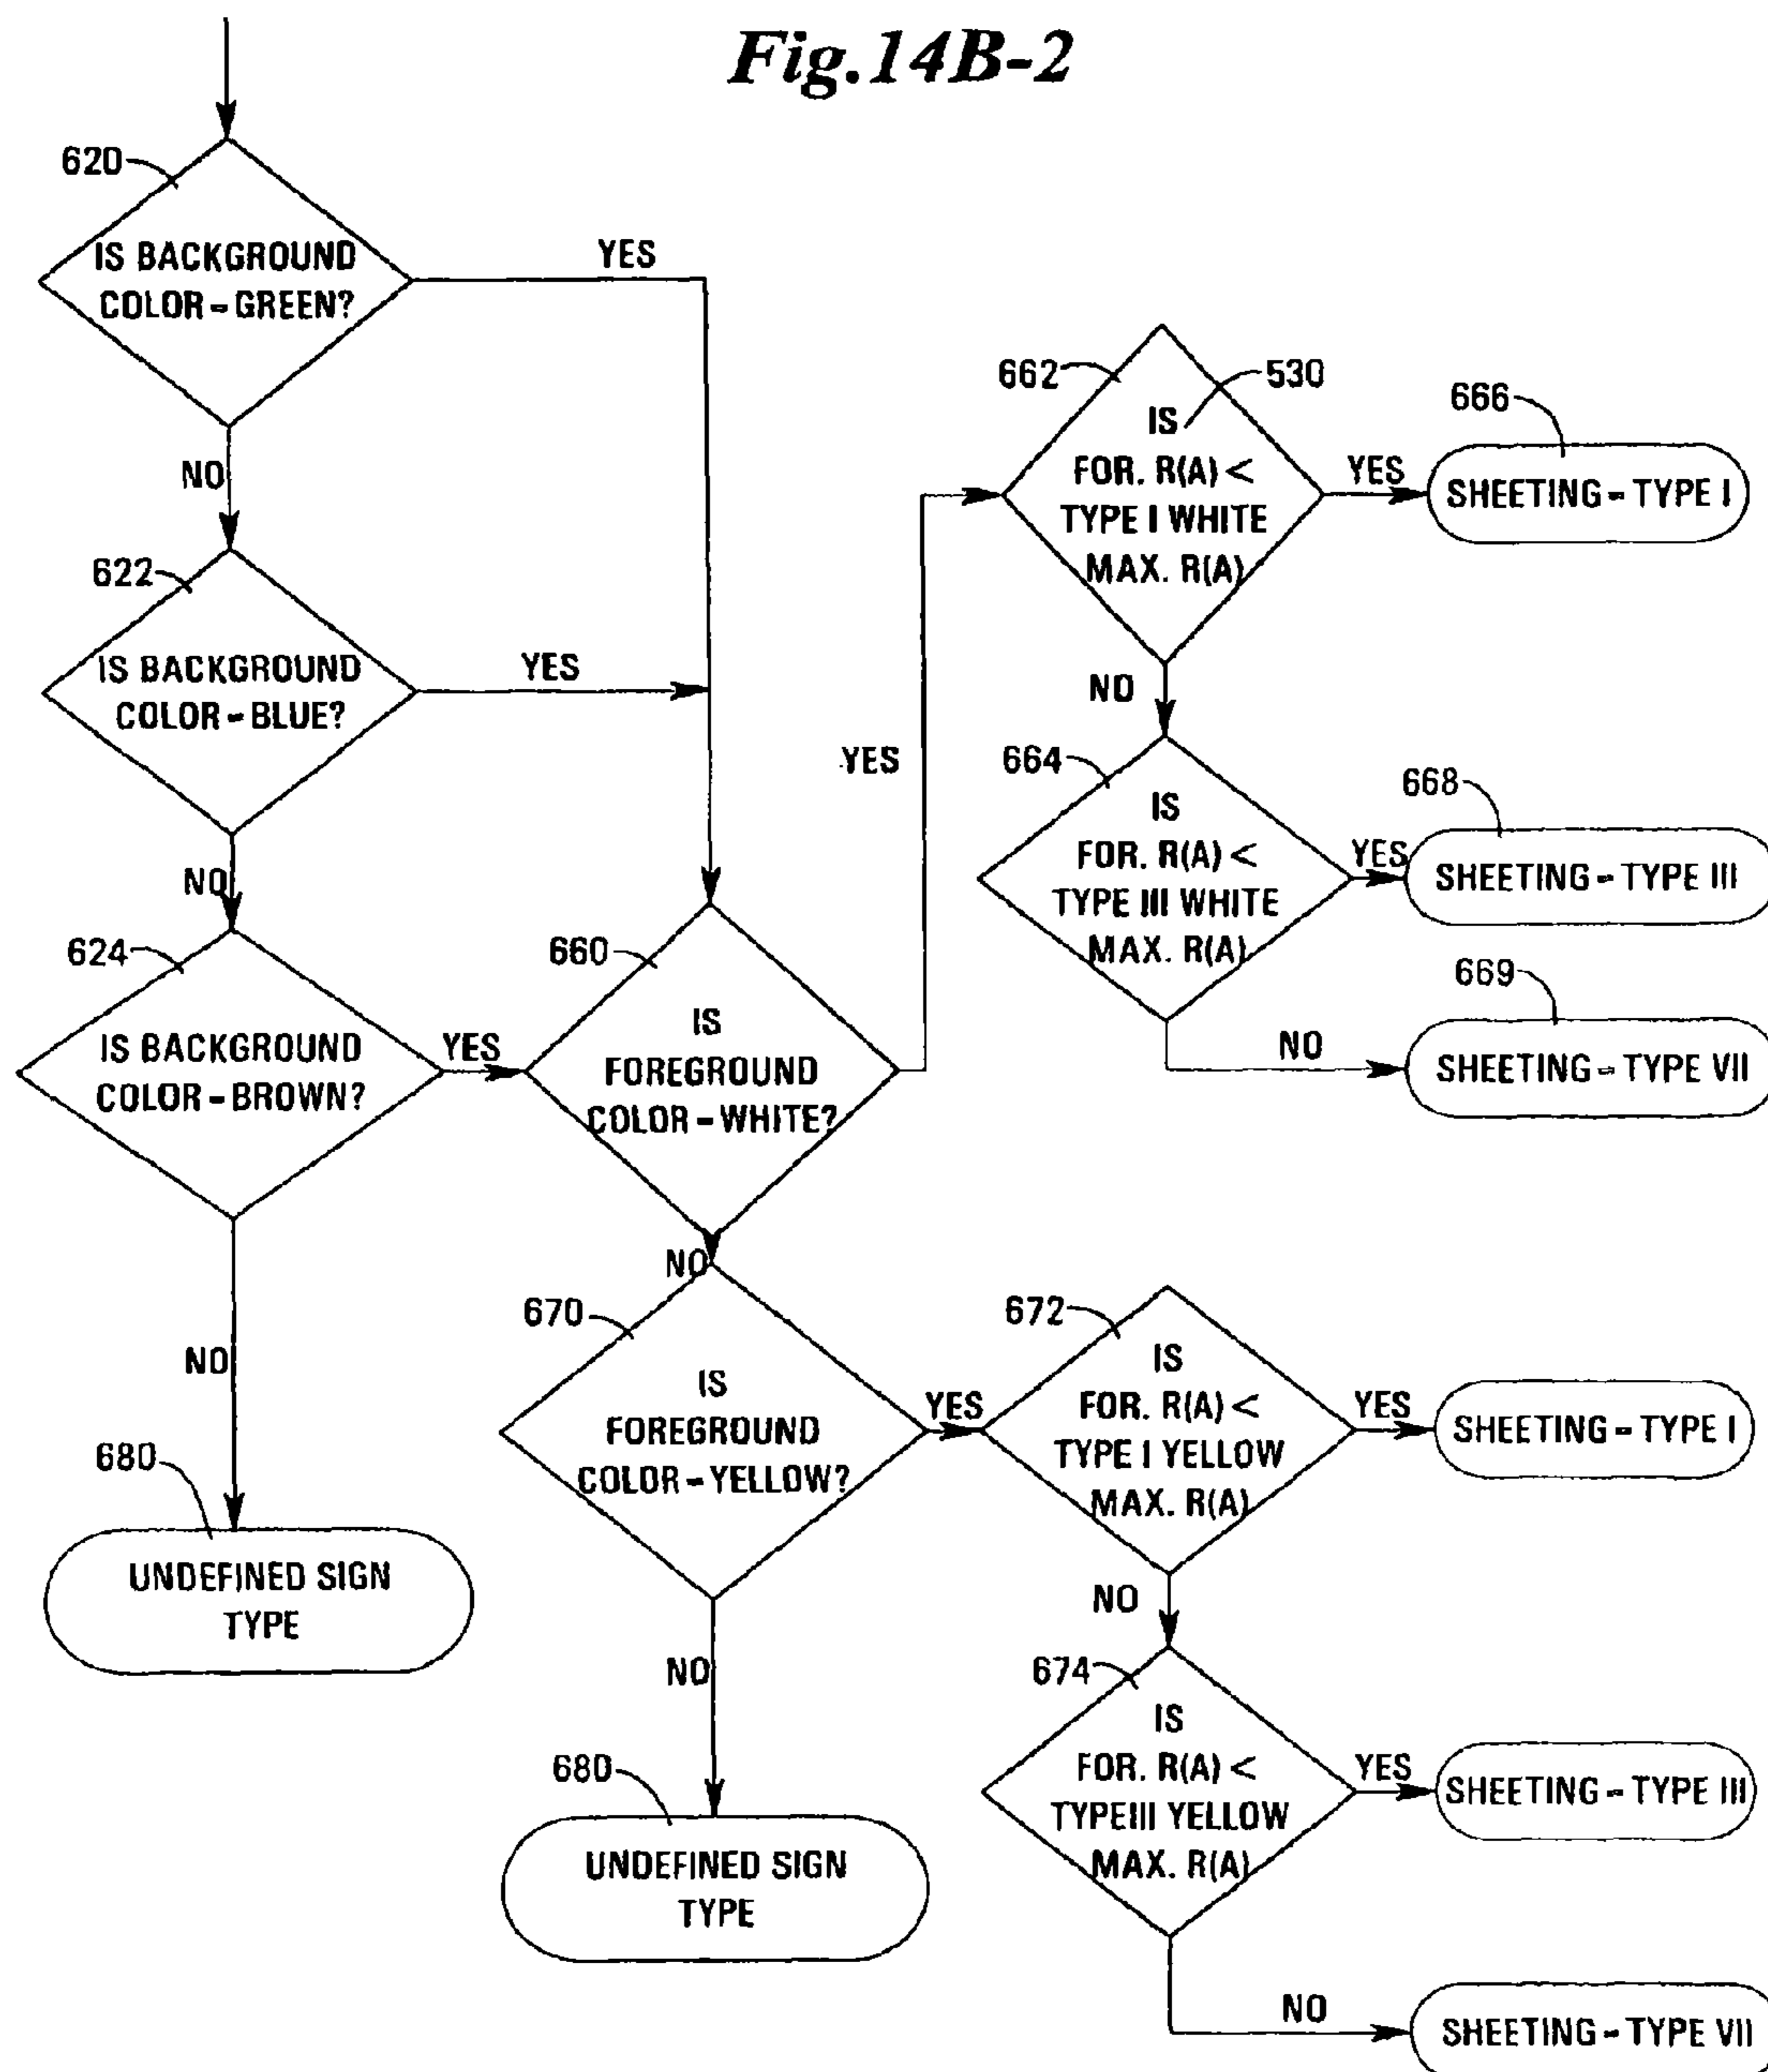 Fig.14B-2
620
IS BACKGROUND
COLOR = GREEN?
YES
NO
622
IS BACKGROUND
COLOR = BLUE?
YES
NO
624
IS BACKGROUND
COLOR = BROWN?
YES
NO
680
UNDEFINED SIGN
TYPE
660
IS
FOREGROUND
COLOR = WHITE?
YES
NO
662
530
IS
FOR. R(A) <
TYPE I WHITE
MAX. R(A)
YES
666
SHEETING = TYPE I
NO
664
IS
FOR. R(A) <
TYPE III WHITE
MAX. R(A)
YES
668
SHEETING = TYPE III
NO
669
SHEETING = TYPE VII
670
IS
FOREGROUND
COLOR = YELLOW?
YES
NO
680
UNDEFINED SIGN
TYPE
672
IS
FOR. R(A) <
TYPE I YELLOW
MAX. R(A)
YES
SHEETING = TYPE I
NO
674
IS
FOR. R(A) <
TYPEIII YELLOW
MAX. R(A)
YES
SHEETING = TYPE III
NO
SHEETING = TYPE VII